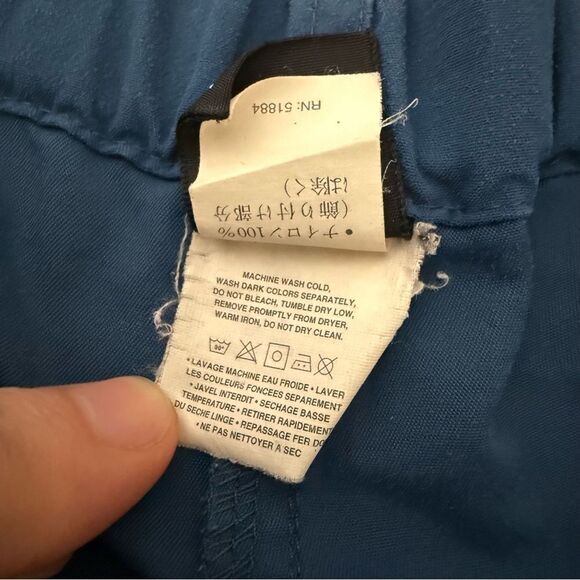 • ナイロン100%
(飾り付け部分
は除く)
RN: 51884
MACHINE WASH COLD,
WASH DARK COLORS SEPARATELY,
DO NOT BLEACH, TUMBLE DRY LOW,
REMOVE PROMPTLY FROM DRYER,
WARM IRON, DO NOT DRY CLEAN.
• LAVAGE MACHINE EAU FROIDE • LAVER
LES COULEURS FONCEES SEPAREMENT
• JAVEL INTERDIT • SECHAGE BASSE
TEMPERATURE • RETIRER RAPIDEMENT
DU SECHE LINGE • REPASSAGE FER
• NE PAS NETTOYER A SEC